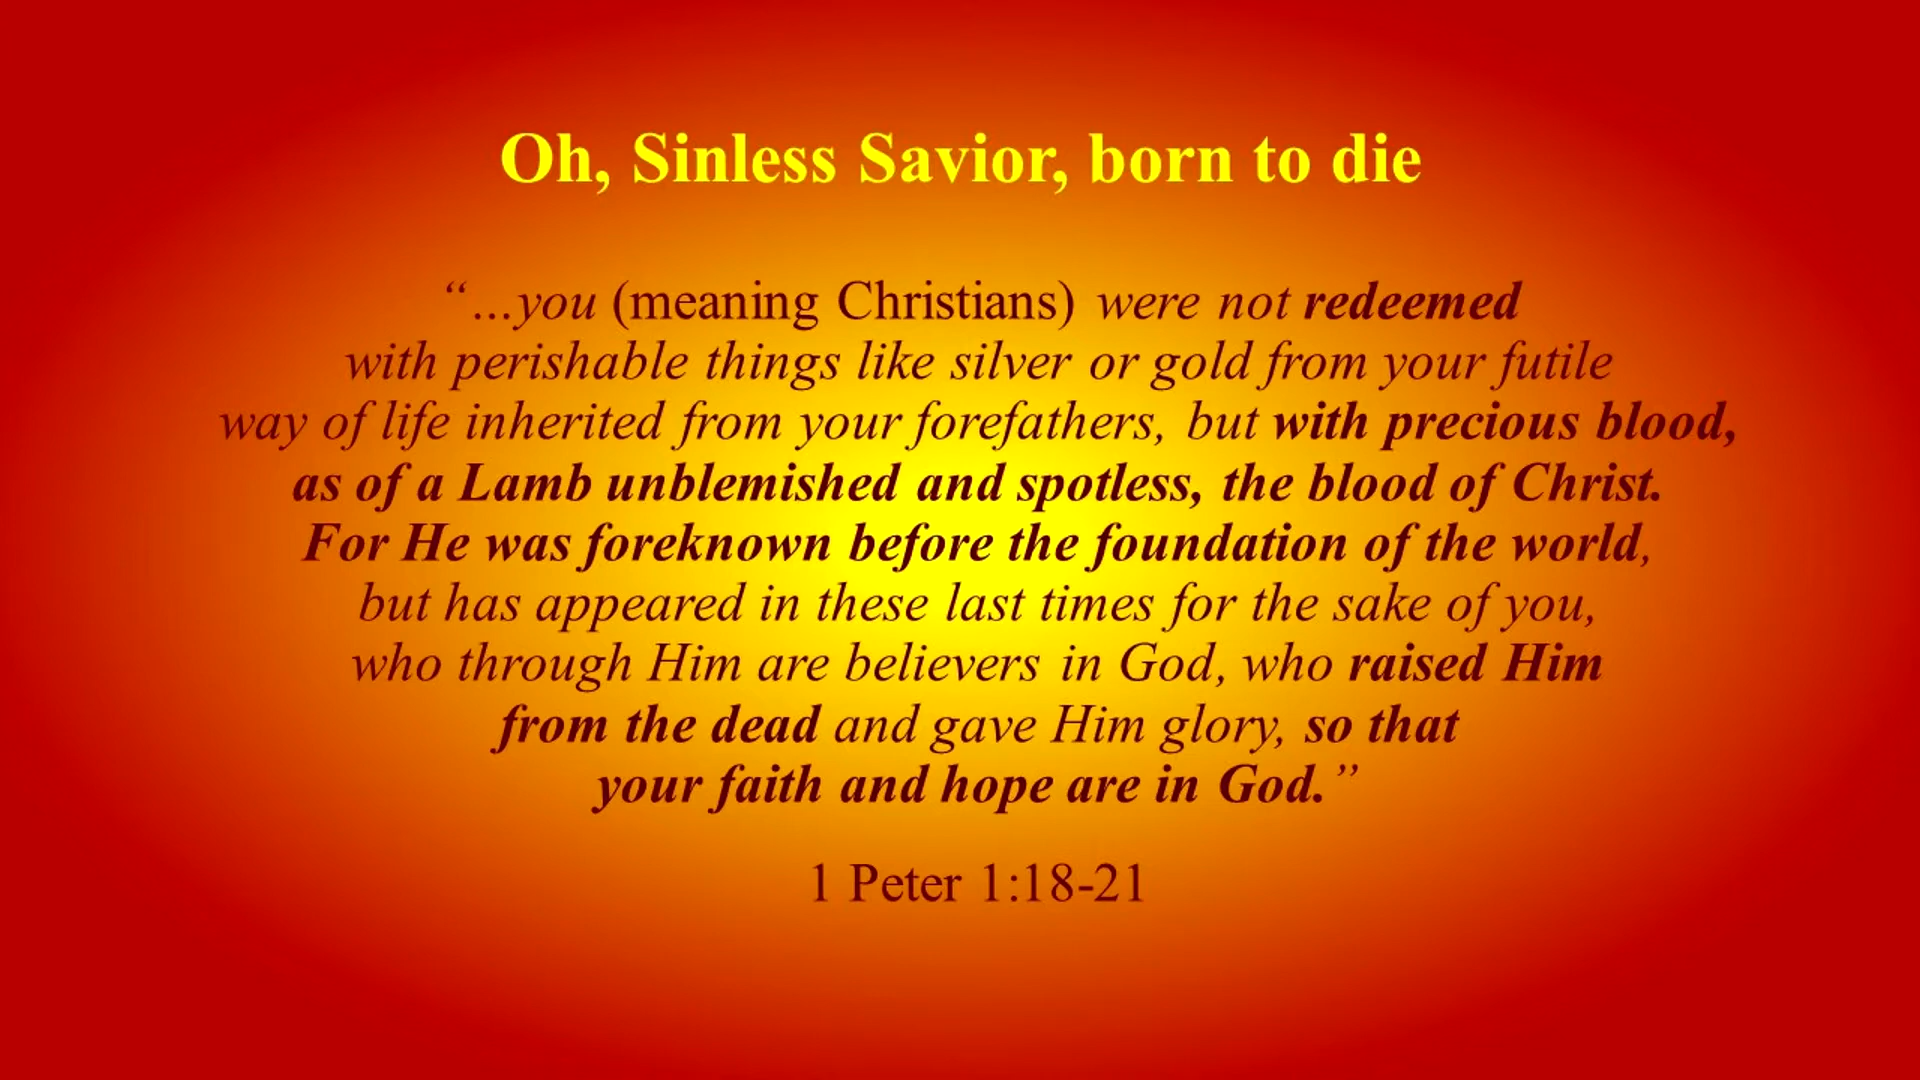 Oh, Sinless Savior, born to die
“...you (meaning Christians) were not redeemed
with perishable things like silver or gold from your futile
way of life inherited from your forefathers, but with precious blood,
as of a Lamb unblemished and spotless, the blood of Christ.
For He was foreknown before the foundation of the world,
but has appeared in these last times for the sake of you,
who through Him are believers in God, who raised Him
from the dead and gave Him glory, so that
your faith and hope are in God.”
1 Peter 1:18-21